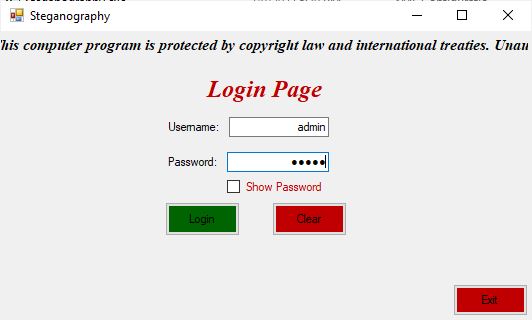 Steganography
his computer program is protected by copyright law and international treaties. Unau
Login Page
Username: admin
Password: ●●●●●
Show Password
Login Clear
Exit